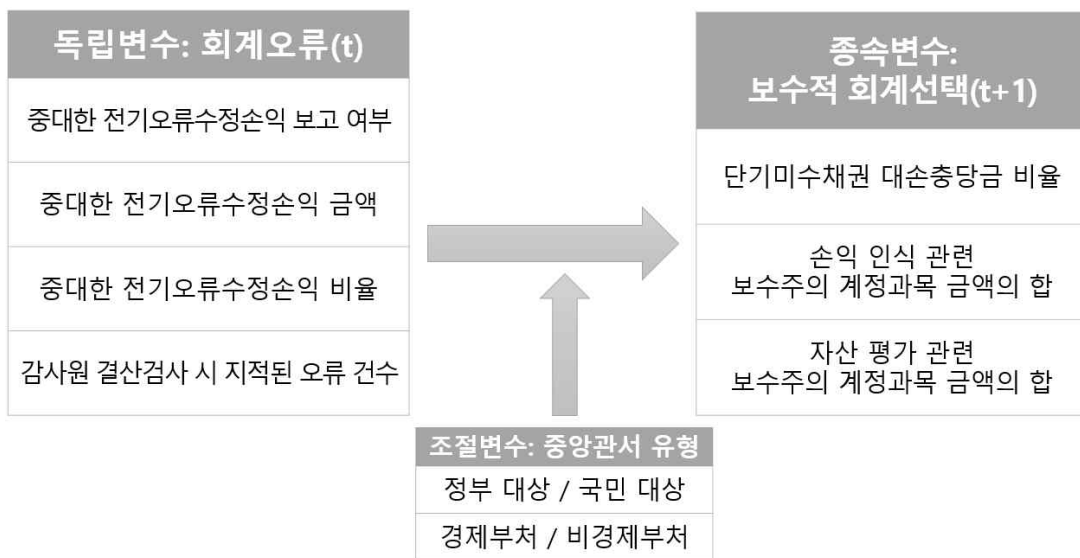 독립변수: 회계오류(t)
중대한 전기오류수정손익 보고 여부
중대한 전기오류수정손익 금액
중대한 전기오류수정손익 비율
감사원 결산검사 시 지적된 오류 건수
종속변수:
보수적 회계선택(t+1)
단기미수채권 대손충당금 비율
손익 인식 관련
보수주의 계정과목 금액의 합
자산 평가 관련
보수주의 계정과목 금액의 합
조절변수: 중앙관서 유형
정부 대상 / 국민 대상
경제부처 / 비경제부처